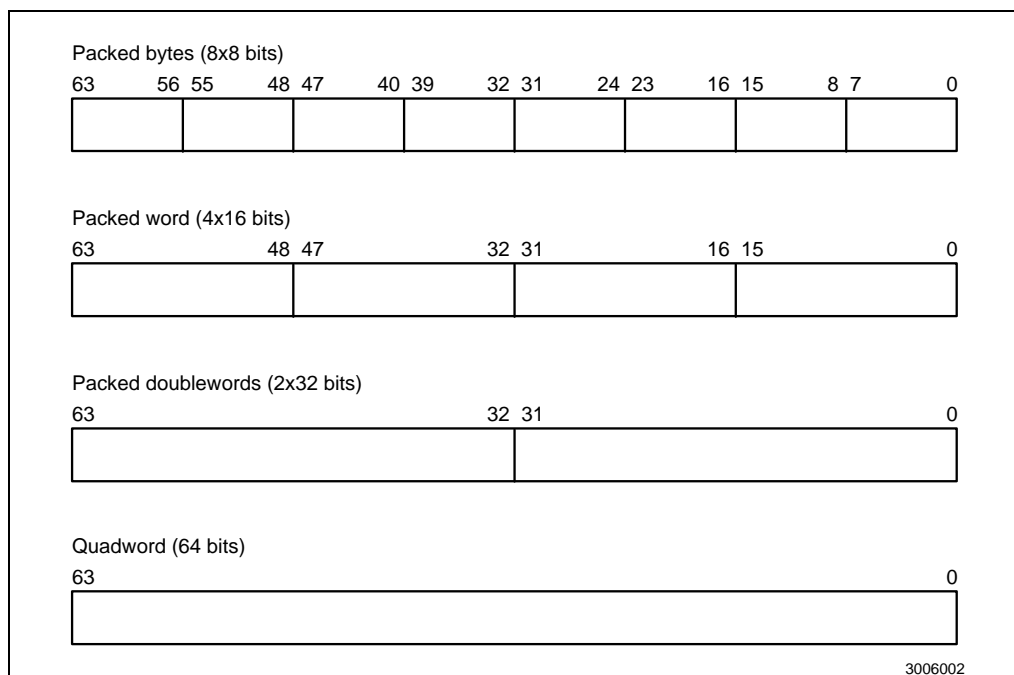 Packed bytes (8x8 bits)
63 56 55 48 47 40 39 32 31 24 23 16 15 8 7 0
Packed word (4x16 bits)
63 48 47 32 31 16 15 0
Packed doublewords (2x32 bits)
63 32 31 0
Quadword (64 bits)
63 0
3006002